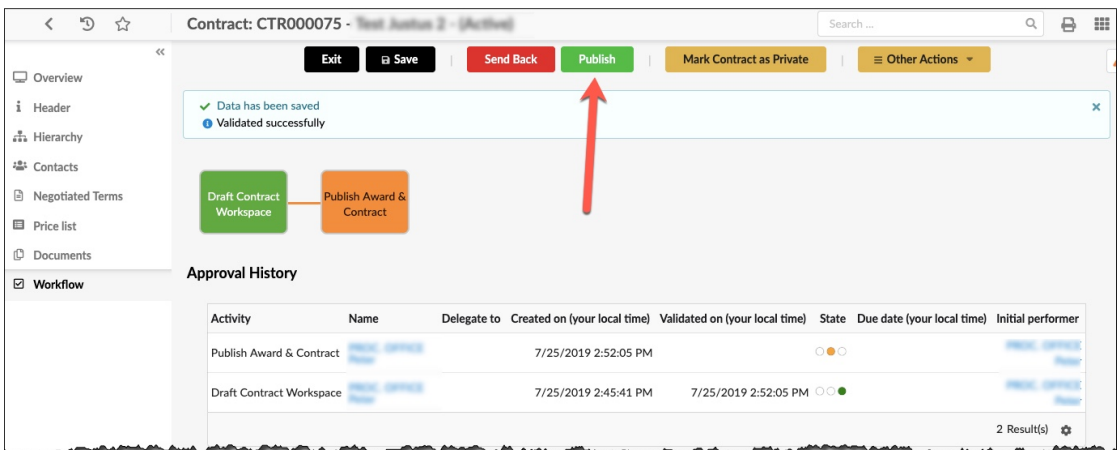 Contract: CTR000075 -
Search ...
Exit
Save
Send Back
Publish
Mark Contract as Private
Other Actions
Overview
Header
Hierarchy
Contacts
Negotiated Terms
Price list
Documents
Workflow
Data has been saved
Validated successfully
Draft Contract
Workspace
Publish Award &
Contract
Approval History
Activity Name Delegate to Created on (your local time) Validated on (your local time) State Due date (your local time) Initial performer
Publish Award & Contract 7/25/2019 2:52:05 PM
Draft Contract Workspace 7/25/2019 2:45:41 PM 7/25/2019 2:52:05 PM
2 Result(s)